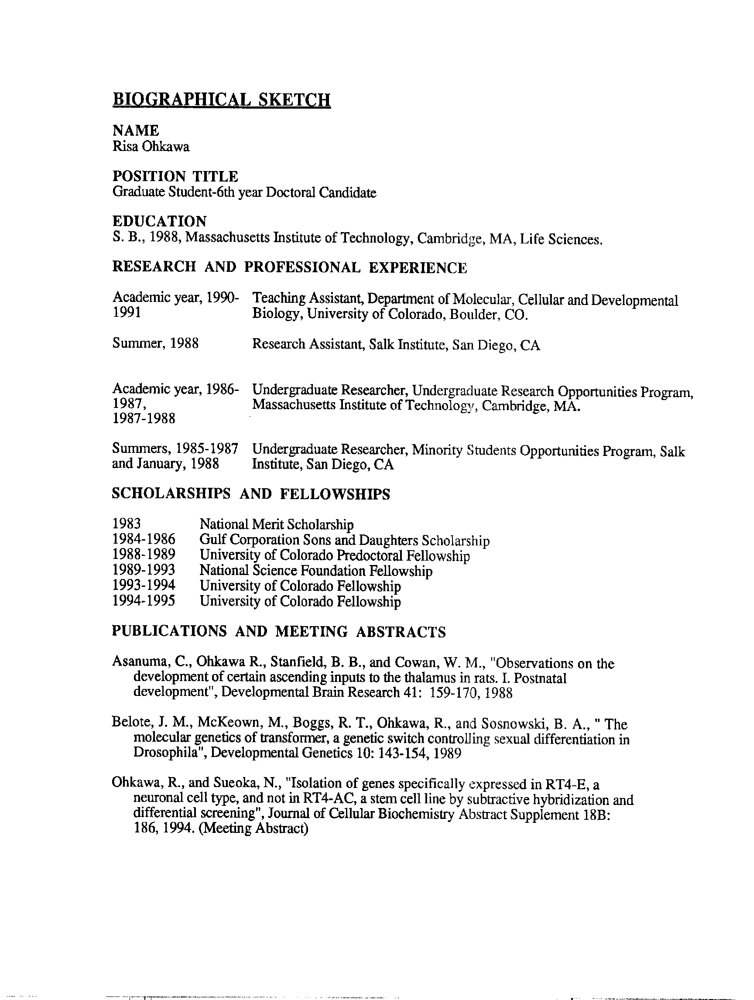 BIOGRAPHICAL SKETCH
NAME
Risa Ohkawa
POSITION TITLE
Graduate Student-6th year Doctoral Candidate
EDUCATION
S. B., 1988, Massachusetts Institute of Technology, Cambridge, MA, Life Sciences.
RESEARCH AND PROFESSIONAL EXPERIENCE
Academic year, 1990- Teaching Assistant, Department of Molecular, Cellular and Developmental
1991 Biology, University of Colorado, Boulder, CO.
Summer, 1988 Research Assistant, Salk Institute, San Diego, CA
Academic year, 1986- Undergraduate Researcher, Undergraduate Research Opportunities Program,
1987, Massachusetts Institute of Technology, Cambridge, MA.
1987-1988
Summers, 1985-1987 Undergraduate Researcher, Minority Students Opportunities Program, Salk
and January, 1988 Institute, San Diego, CA
SCHOLARSHIPS AND FELLOWSHIPS
1983 National Merit Scholarship
1984-1986 Gulf Corporation Sons and Daughters Scholarship
1988-1989 University of Colorado Predoctoral Fellowship
1989-1993 National Science Foundation Fellowship
1993-1994 University of Colorado Fellowship
1994-1995 University of Colorado Fellowship
PUBLICATIONS AND MEETING ABSTRACTS
Asanuma, C., Ohkawa R., Stanfield, B. B., and Cowan, W. M., "Observations on the
development of certain ascending inputs to the thalamus in rats. I. Postnatal
development", Developmental Brain Research 41: 159-170, 1988
Belote, J. M., McKeown, M., Boggs, R. T., Ohkawa, R., and Sosnowski, B. A., " The
molecular genetics of transformer, a genetic switch controlling sexual differentiation in
Drosophila", Developmental Genetics 10: 143-154, 1989
Ohkawa, R., and Sueoka, N., "Isolation of genes specifically expressed in RT4-E, a
neuronal cell type, and not in RT4-AC, a stem cell line by subtractive hybridization and
differential screening", Journal of Cellular Biochemistry Abstract Supplement 18B:
186, 1994. (Meeting Abstract)